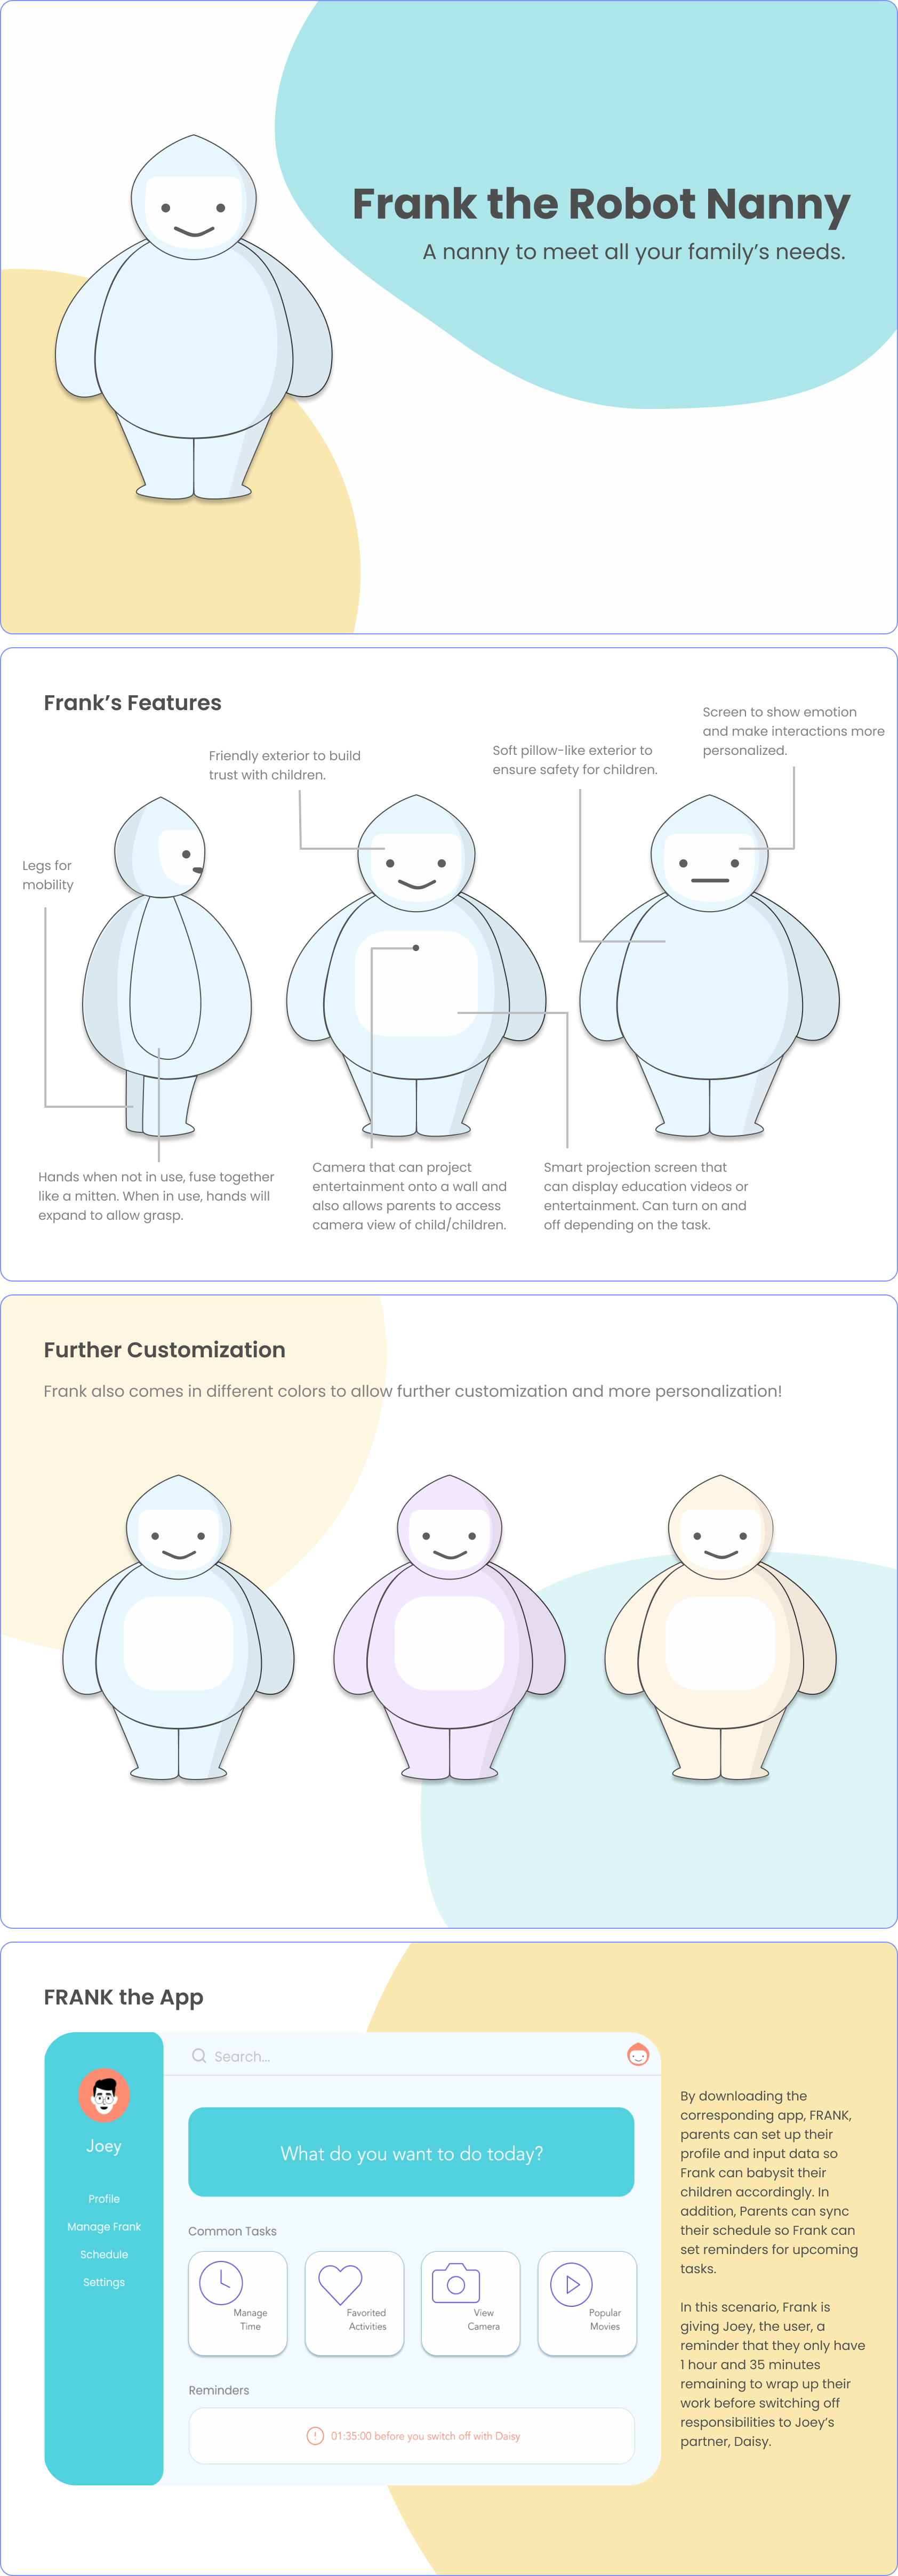 Frank the Robot Nanny
A nanny to meet all your family's needs.
Frank's Features
Screen to show emotion
and make interactions more
personalized.
Friendly exterior to build
trust with children.
Soft pillow-like exterior to
ensure safety for children.
Legs for
mobility
Hands when not in use, fuse together
like a mitten. When in use, hands will
expand to allow grasp.
Camera that can project
entertainment onto a wall and
also allows parents to access
camera view of child/children.
Smart projection screen that
can display education videos or
entertainment. Can turn on and
off depending on the task.
Further Customization
Frank also comes in different colors to allow further customization and more personalization!
FRANK the App
Search...
Joey
Profile
Manage Frank
Schedule
Settings
What do you want to do today?
Common Tasks
Manage
Time
Favorited
Activities
View
Camera
Popular
Movies
Reminders
01:35:00 before you switch off with Daisy
By downloading the
corresponding app, FRANK,
parents can set up their
profile and input data so
Frank can babysit their
children accordingly. In
addition, Parents can sync
their schedule so Frank can
set reminders for upcoming
tasks.
In this scenario, Frank is
giving Joey, the user, a
reminder that they only have
1 hour and 35 minutes
remaining to wrap up their
work before switching off
responsibilities to Joey's
partner, Daisy.